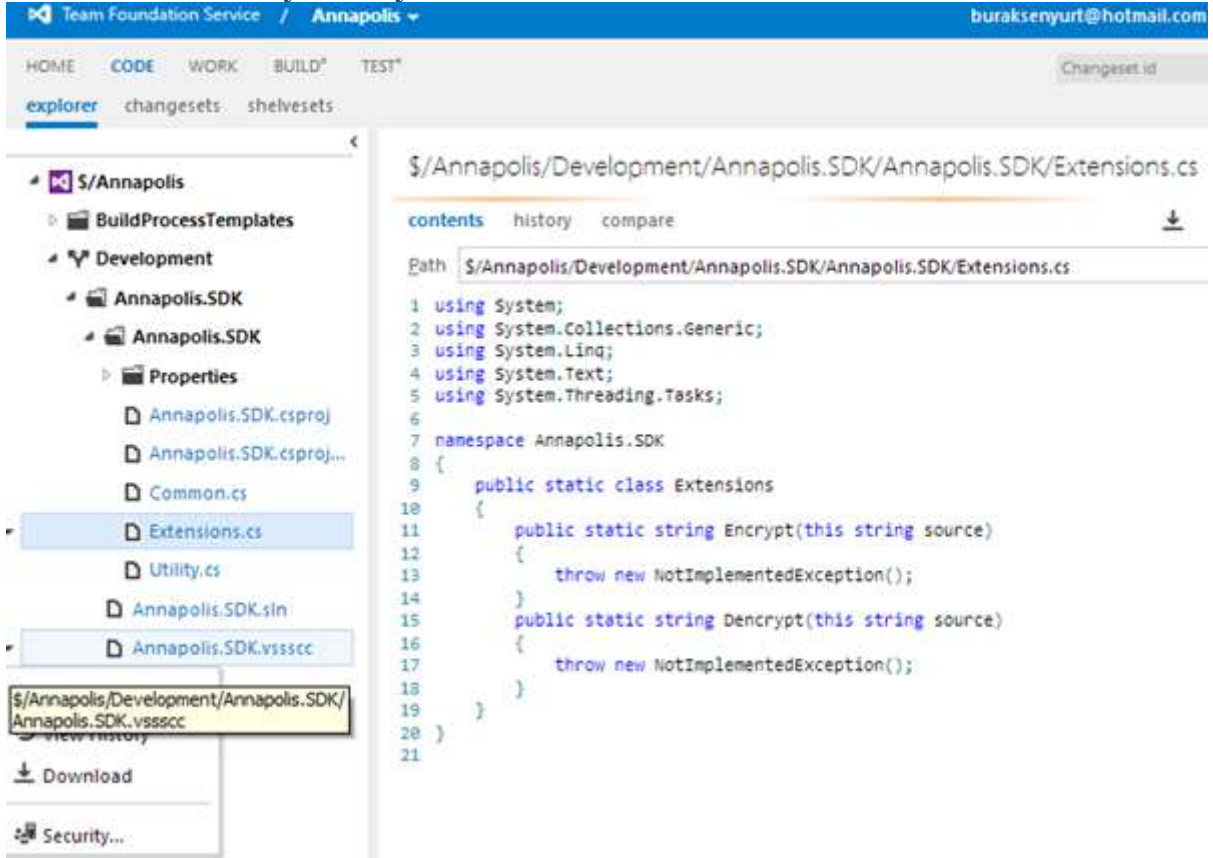 Team Foundation Service / Annapolis
buraksenyurt@hotmail.com
HOME CODE WORK BUILD* TEST*
Changeset id
explorer changesets shelvesets
$/Annapolis
BuildProcessTemplates
Development
Annapolis.SDK
Annapolis.SDK
Properties
Annapolis.SDK.csproj
Annapolis.SDK.csproj...
Common.cs
Extensions.cs
Utility.cs
Annapolis.SDK.sln
Annapolis.SDK.vssscc
$/Annapolis/Development/Annapolis.SDK/
Annapolis.SDK.vssscc
View History
Download
Security...
$/Annapolis/Development/Annapolis.SDK/Annapolis.SDK/Extensions.cs
contents history compare
Path $/Annapolis/Development/Annapolis.SDK/Annapolis.SDK/Extensions.cs
1 using System;
2 using System.Collections.Generic;
3 using System.Linq;
4 using System.Text;
5 using System.Threading.Tasks;
6
7 namespace Annapolis.SDK
8 {
9 public static class Extensions
10 {
11 public static string Encrypt(this string source)
12 {
13 throw new NotImplementedException();
14 }
15 public static string Dencrypt(this string source)
16 {
17 throw new NotImplementedException();
18 }
19 }
20 }
21